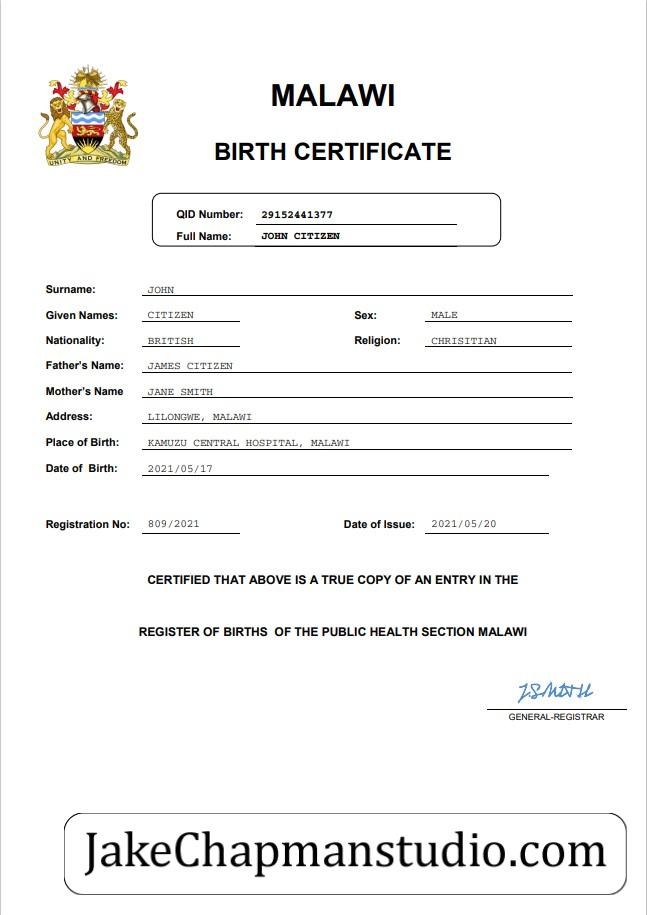 MALAWI
BIRTH CERTIFICATE
UNITY AND FREEDOM
QID Number: 29152441377
Full Name: JOHN CITIZEN
Surname: JOHN
Given Names: CITIZEN Sex: MALE
Nationality: BRITISH Religion: CHRISITIAN
Father's Name: JAMES CITIZEN
Mother's Name JANE SMITH
Address: LILONGWE, MALAWI
Place of Birth: KAMUZU CENTRAL HOSPITAL, MALAWI
Date of Birth: 2021/05/17
Registration No: 809/2021 Date of Issue: 2021/05/20
CERTIFIED THAT ABOVE IS A TRUE COPY OF AN ENTRY IN THE
REGISTER OF BIRTHS OF THE PUBLIC HEALTH SECTION MALAWI
J.SMITH
GENERAL-REGISTRAR
JakeChapmanstudio.com